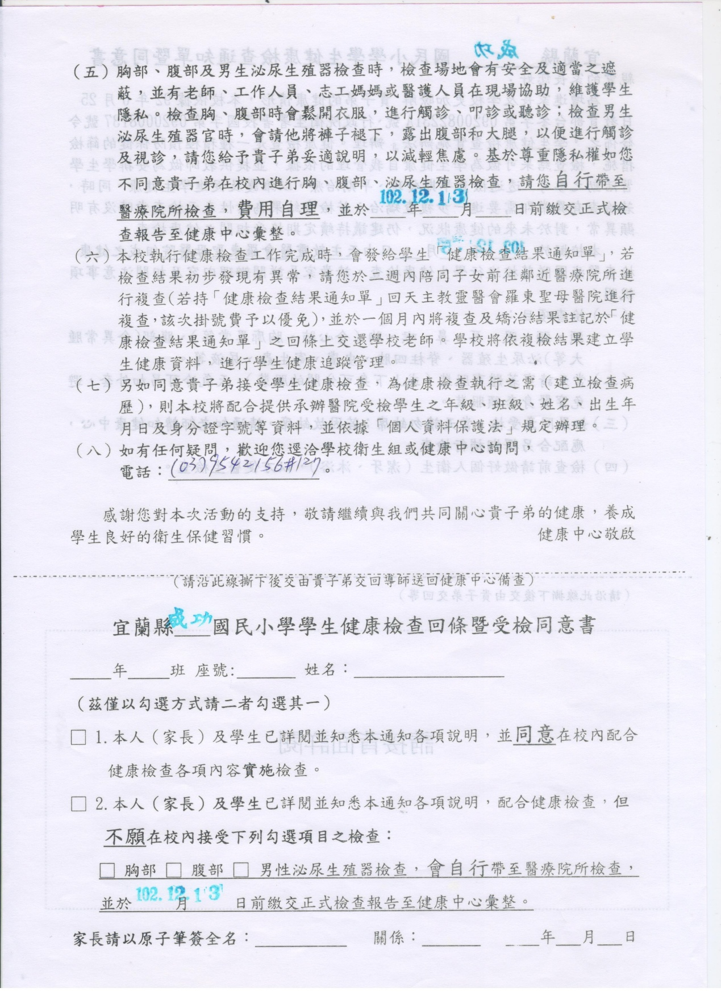 （五）胸部、腹部及男生泌尿生殖器檢查時，檢查場地會有安全及適當之遮
蔽，並有老師、工作人員、志工媽媽或醫護人員在現場協助，維護學生
隱私。檢查胸、腹部時會鬆開衣服，進行觸診、叩診或聽診；檢查男生
泌尿生殖器官時，會請他將褲子褪下，露出腹部和大腿，以便進行觸診
及視診，請您給予貴子弟妥適說明，以減輕焦慮。基於尊重隱私權如您
不同意貴子弟在校內進行胸、腹部、泌尿生殖器檢查，請您自行帶至
102.12.13
醫療院所檢查，費用自理，並於____年____月____日前繳交正式檢
查報告至健康中心彙整。
（六）本校執行健康檢查工作完成時，會發給學生「健康檢查結果通知單」，若
檢查結果初步發現有異常，請您於二週內陪同子女前往鄰近醫療院所進
行複查(若持「健康檢查結果通知單」回天主教靈醫會羅東聖母醫院進行
複查，該次掛號費予以優免)，並於一個月內將複查及矯治結果註記於「健
康檢查結果通知單」之回條上交還學校老師。學校將依複檢結果建立學
生健康資料，進行學生健康追蹤管理。
（七）另如同意貴子弟接受學生健康檢查，為健康檢查執行之需（建立檢查病
歷），則本校將配合提供承辦醫院受檢學生之年級、班級、姓名、出生年
月日及身分證字號等資料，並依據「個人資料保護法」規定辦理。
（八）如有任何疑問，歡迎您逕洽學校衛生組或健康中心詢問，
電話：(03)9542156#127。
感謝您對本次活動的支持，敬請繼續與我們共同關心貴子弟的健康，養成
學生良好的衛生保健習慣。 健康中心敬啟
（請沿此線撕下後交由貴子弟交回導師送回健康中心備查）
宜蘭縣成功國民小學學生健康檢查回條暨受檢同意書
____年____班 座號:______ 姓名：______________
（茲僅以勾選方式請二者勾選其一）
□ 1.本人（家長）及學生已詳閱並知悉本通知各項說明，並同意在校內配合
健康檢查各項內容實施檢查。
□ 2.本人（家長）及學生已詳閱並知悉本通知各項說明，配合健康檢查，但
不願在校內接受下列勾選項目之檢查：
□ 胸部 □ 腹部 □ 男性泌尿生殖器檢查，會自行帶至醫療院所檢查，
102.12.13
並於 月 日前繳交正式檢查報告至健康中心彙整。
家長請以原子筆簽全名：_________ 關係：______ ____年___月___日